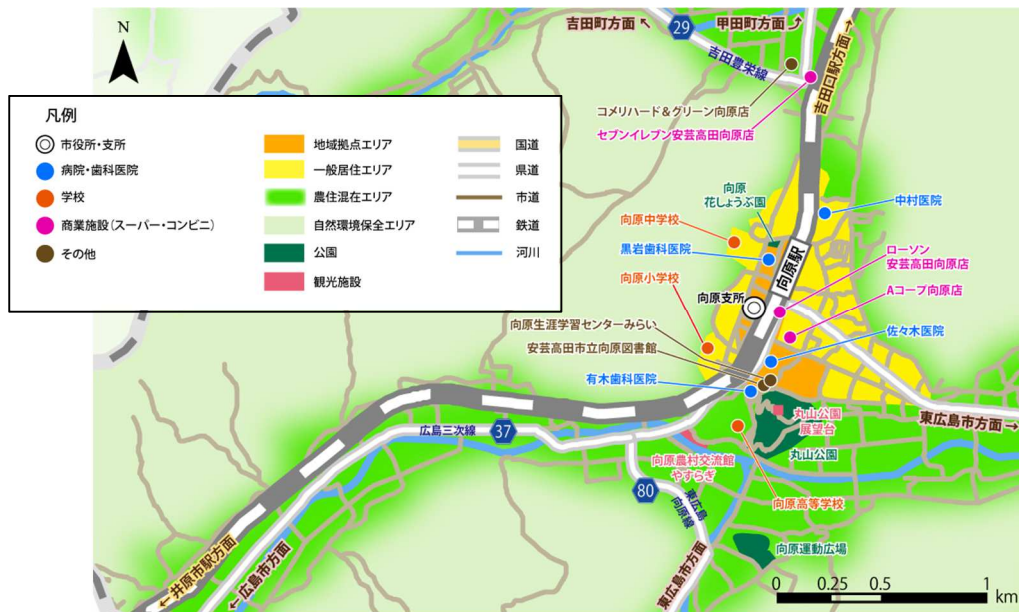 N
吉田町方面
29
甲田町方面
吉田豊栄線
吉田口駅方面→
コメリハード&グリーン向原店
セブンイレブン安芸高田向原店
凡例
市役所・支所
病院・歯科医院
学校
商業施設(スーパー・コンビニ)
その他
地域拠点エリア
一般居住エリア
農住混在エリア
自然環境保全エリア
公園
観光施設
国道
県道
市道
鉄道
河川
向原
花しょうぶ園
中村医院
向原中学校
黒岩歯科医院
向原駅
ローソン
安芸高田向原店
向原小学校
Aコープ向原店
向原支所
向原生涯学習センターみらい
安芸高田市立向原図書館
佐々木医院
有木歯科医院
東広島市方面→
丸山公園
展望台
丸山公園
広島三次線
37
向原農村交流館
やすらぎ
80
東広島
向原線
向原高等学校
向原運動広場
←井原市駅方面
←広島市方面
東広島市方面
0 0.25 0.5 1
km